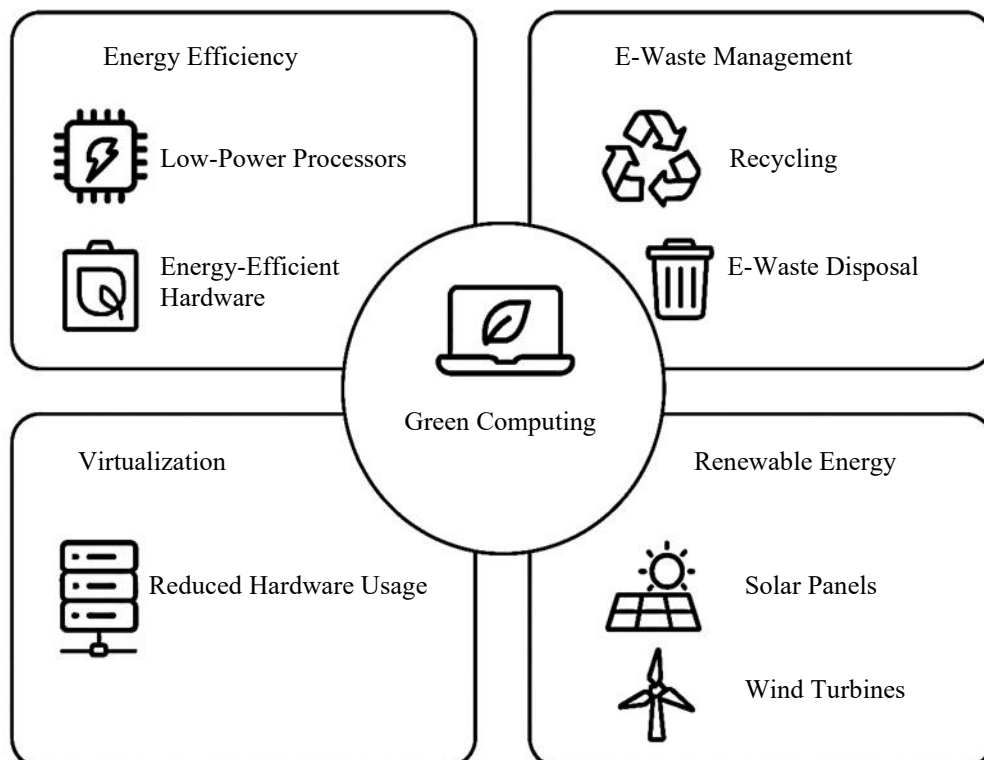 Energy Efficiency
Low-Power Processors
Energy-Efficient
Hardware
E-Waste Management
Recycling
E-Waste Disposal
Green Computing
Virtualization
Reduced Hardware Usage
Renewable Energy
Solar Panels
Wind Turbines